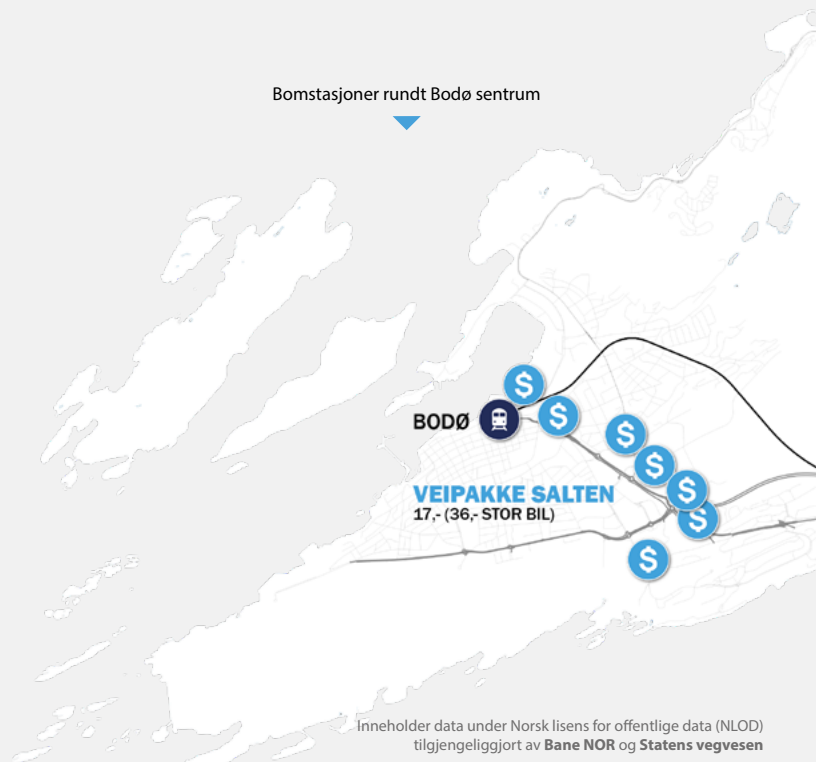 Bomstasjoner rundt Bodø sentrum
$
$
BODØ
$
$
$
VEIPAKKE SALTEN
17,- (36,- STOR BIL)
$
$
Inneholder data under Norsk lisens for offentlige data (NLOD)
tilgjengeliggjort av Bane NOR og Statens vegvesen